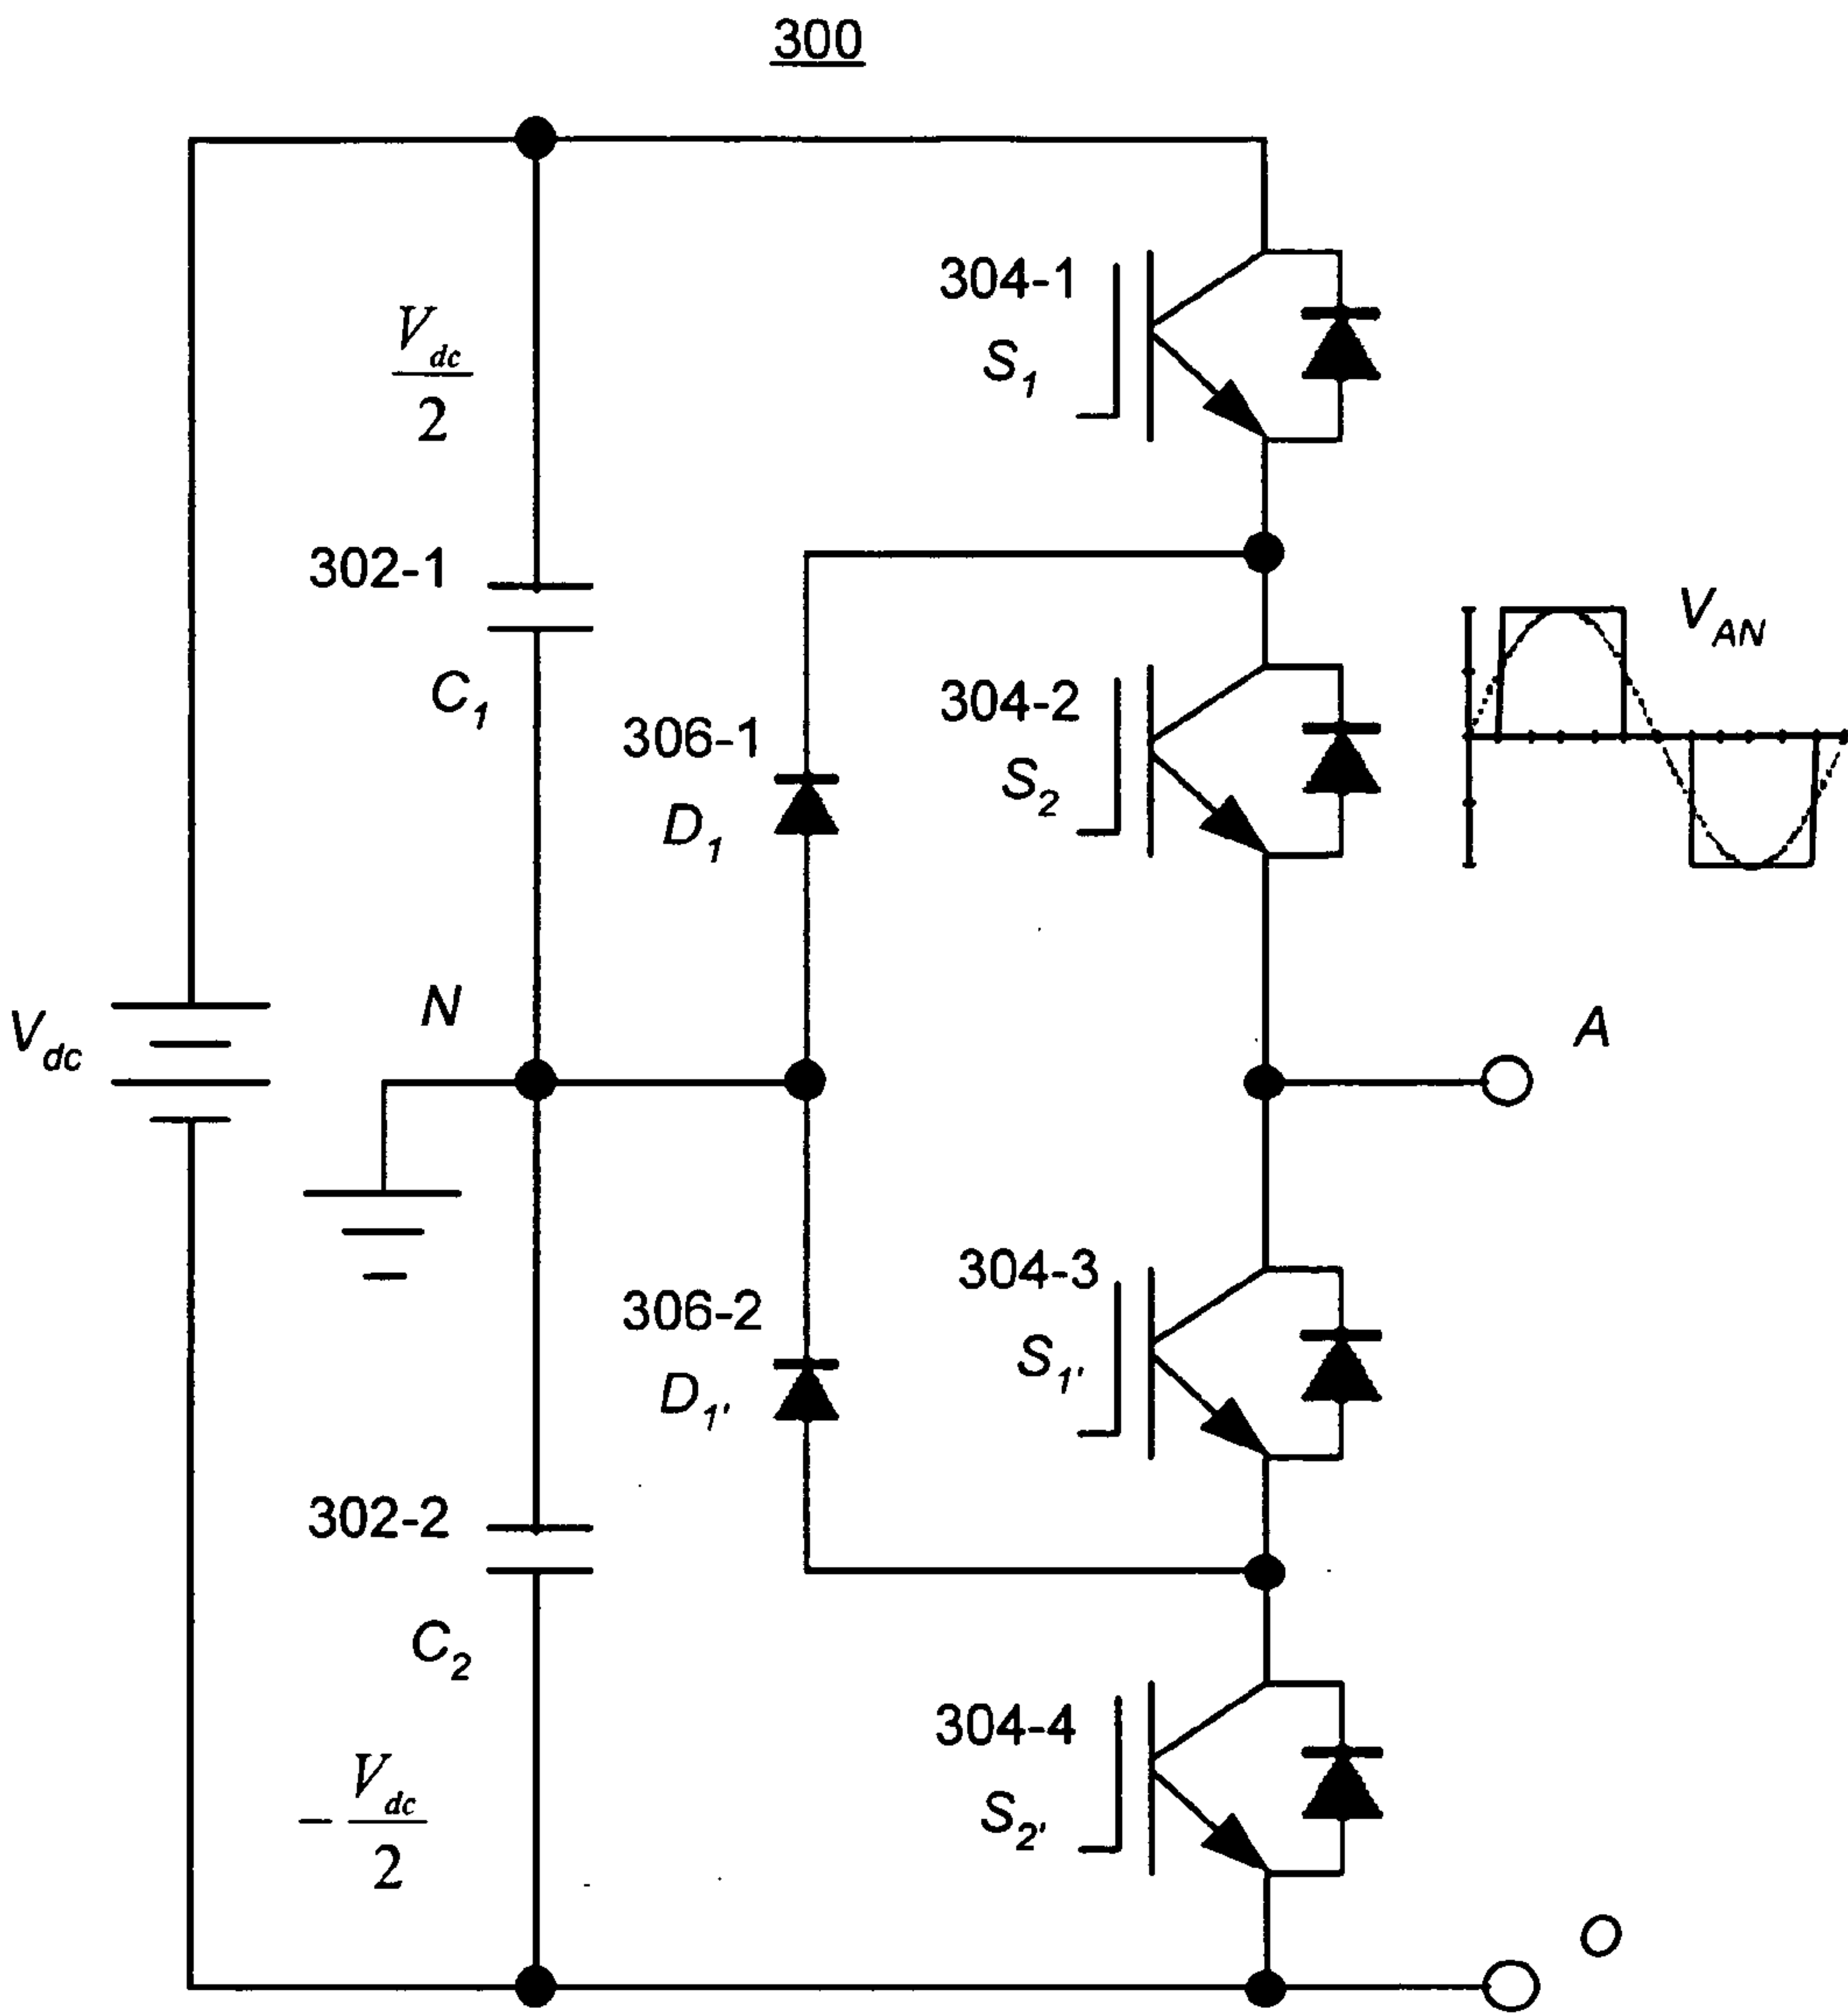 300
304-1
S1
Vdc
2
302-1
C1
VAN
304-2
S2
306-1
D1
N
Vdc
A
304-3
S1'
306-2
D1'
302-2
C2
304-4
S2'
-Vdc
2
O